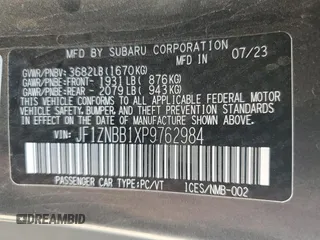 MFD. BY SUBARU CORPORATION 07/23
GVWR/PNBV: 3682LB(1670KG)
GAWR/PNBE:FRONT- 1931LB( 876KG)
GAWR/PNBE:REAR - 2079LB( 943KG)
THIS VEHICLE CONFORMS TO ALL APPLICABLE
FEDERAL MOTOR VEHICLE SAFETY, BUMPER, AND
THEFT PREVENTION STANDARDS IN EFFECT ON THE
DATE OF MANUFACTURE SHOWN ABOVE.
VIN: JF1ZNBB1XP9762984
PASSENGER CAR TYPE:PC/VT ICES/NMB-002
DREAMBID